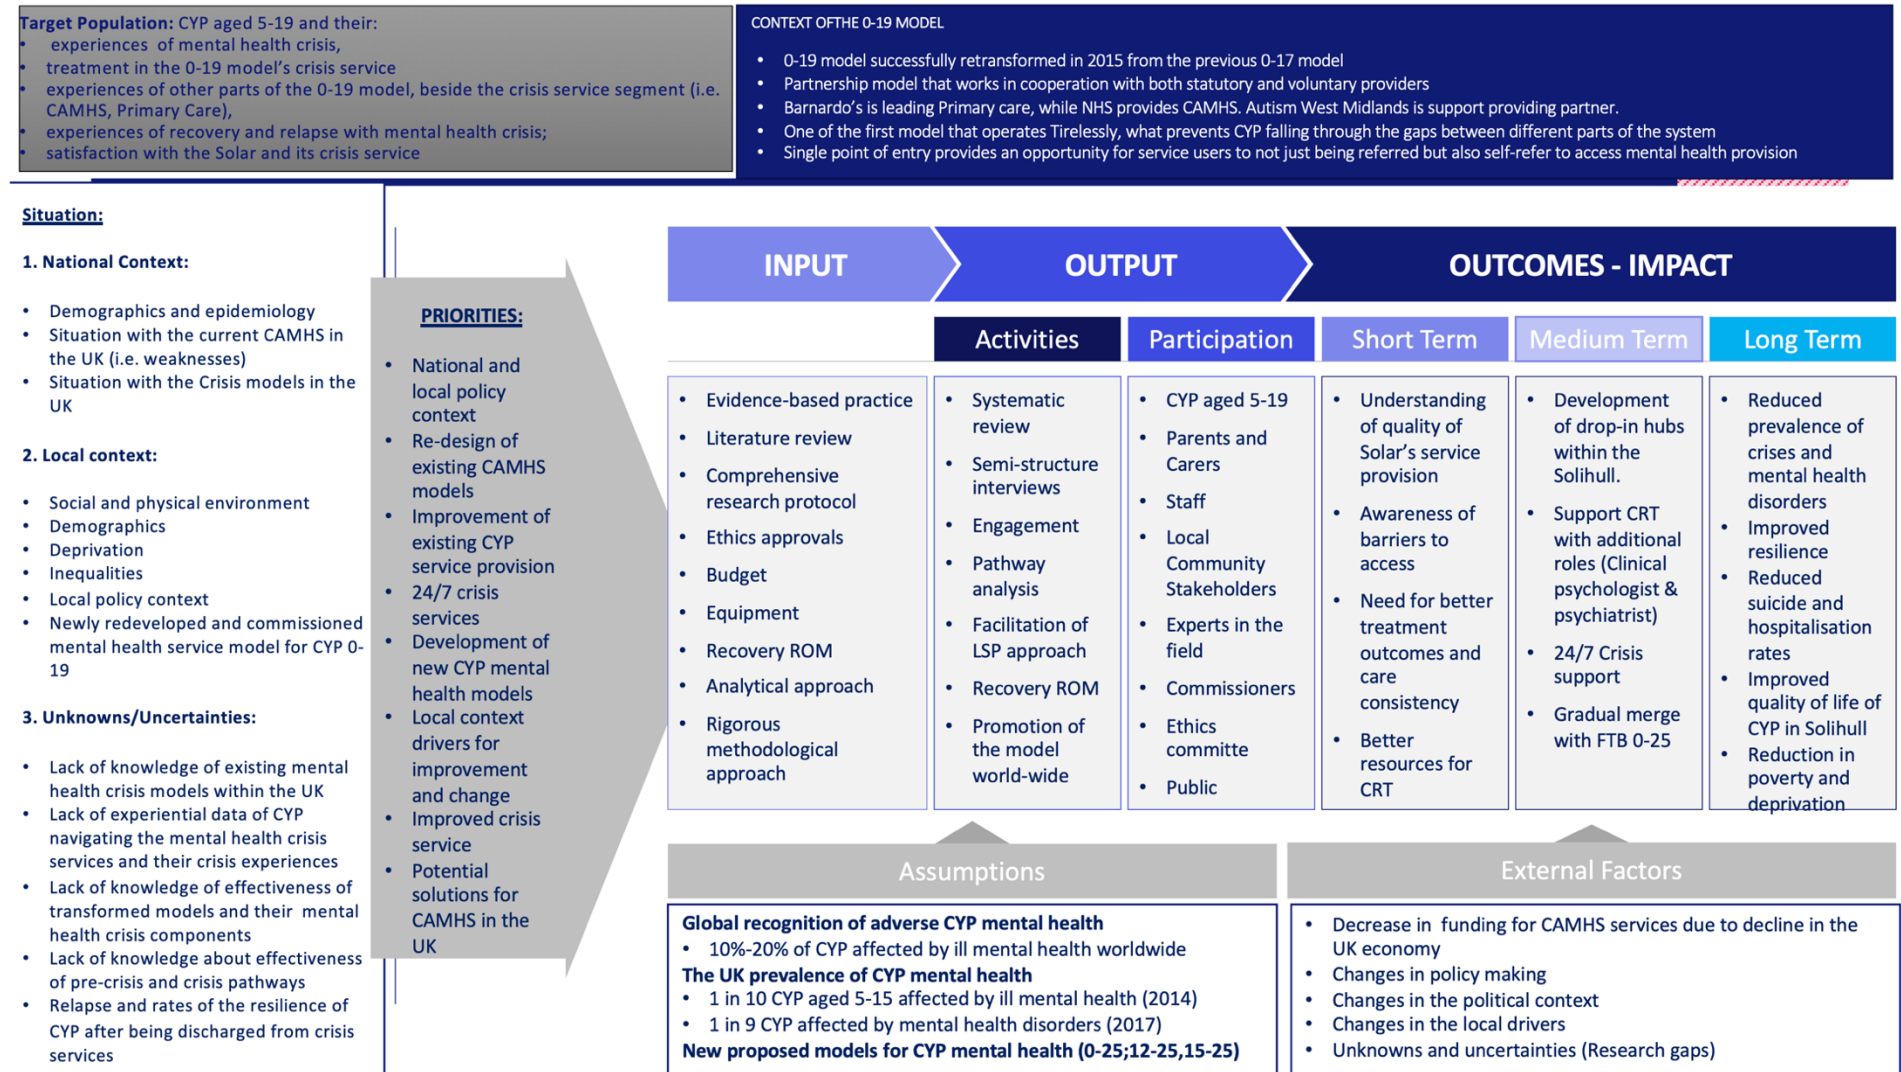 Target Population: CYP aged 5-19 and their:
• experiences of mental health crisis,
• treatment in the 0-19 model's crisis service
• experiences of other parts of the 0-19 model, beside the crisis service segment (i.e.
CAMHS, Primary Care),
• experiences of recovery and relapse with mental health crisis;
• satisfaction with the Solar and its crisis service
CONTEXT OFTHE 0-19 MODEL
• 0-19 model successfully retransformed in 2015 from the previous 0-17 model
• Partnership model that works in cooperation with both statutory and voluntary providers
• Barnardo's is leading Primary care, while NHS provides CAMHS. Autism West Midlands is support providing partner.
• One of the first model that operates Tirelessly, what prevents CYP falling through the gaps between different parts of the system
• Single point of entry provides an opportunity for service users to not just being referred but also self-refer to access mental health provision
Situation:
1. National Context:
• Demographics and epidemiology
• Situation with the current CAMHS in
the UK (i.e. weaknesses)
• Situation with the Crisis models in the
UK
2. Local context:
• Social and physical environment
• Demographics
• Deprivation
• Inequalities
• Local policy context
• Newly redeveloped and commissioned
mental health service model for CYP 0-
19
3. Unknowns/Uncertainties:
• Lack of knowledge of existing mental
health crisis models within the UK
• Lack of experiential data of CYP
navigating the mental health crisis
services and their crisis experiences
• Lack of knowledge of effectiveness of
transformed models and their mental
health crisis components
• Lack of knowledge about effectiveness
of pre-crisis and crisis pathways
• Relapse and rates of the resilience of
CYP after being discharged from crisis
services
PRIORITIES:
• National and
local policy
context
• Re-design of
existing CAMHS
models
• Improvement of
existing CYP
service provision
• 24/7 crisis
services
• Development of
new CYP mental
health models
• Local context
drivers for
improvement
and change
• Improved crisis
service
• Potential
solutions for
CAMHS in the
UK
INPUT
OUTPUT
OUTCOMES - IMPACT
Activities
Participation
Short Term
Medium Term
Long Term
• Evidence-based practice
• Literature review
• Comprehensive
research protocol
• Ethics approvals
• Budget
• Equipment
• Recovery ROM
• Analytical approach
• Rigorous
methodological
approach
• Systematic
review
• Semi-structure
interviews
• Engagement
• Pathway
analysis
• Facilitation of
LSP approach
• Recovery ROM
• Promotion of
the model
world-wide
• CYP aged 5-19
• Parents and
Carers
• Staff
• Local
Community
Stakeholders
• Experts in the
field
• Commissioners
• Ethics
committe
• Public
• Understanding
of quality of
Solar's service
provision
• Awareness of
barriers to
access
• Need for better
treatment
outcomes and
care
consistency
• Better
resources for
CRT
• Development
of drop-in hubs
within the
Solihull.
• Support CRT
with additional
roles (Clinical
psychologist &
psychiatrist)
• 24/7 Crisis
support
• Gradual merge
with FTB 0-25
• Reduced
prevalence of
crises and
mental health
disorders
• Improved
resilience
• Reduced
suicide and
hospitalisation
rates
• Improved
quality of life of
CYP in Solihull
• Reduction in
poverty and
deprivation
Assumptions
Global recognition of adverse CYP mental health
• 10%-20% of CYP affected by ill mental health worldwide
The UK prevalence of CYP mental health
• 1 in 10 CYP aged 5-15 affected by ill mental health (2014)
• 1 in 9 CYP affected by mental health disorders (2017)
New proposed models for CYP mental health (0-25;12-25,15-25)
External Factors
• Decrease in funding for CAMHS services due to decline in the
UK economy
• Changes in policy making
• Changes in the political context
• Changes in the local drivers
• Unknowns and uncertainties (Research gaps)